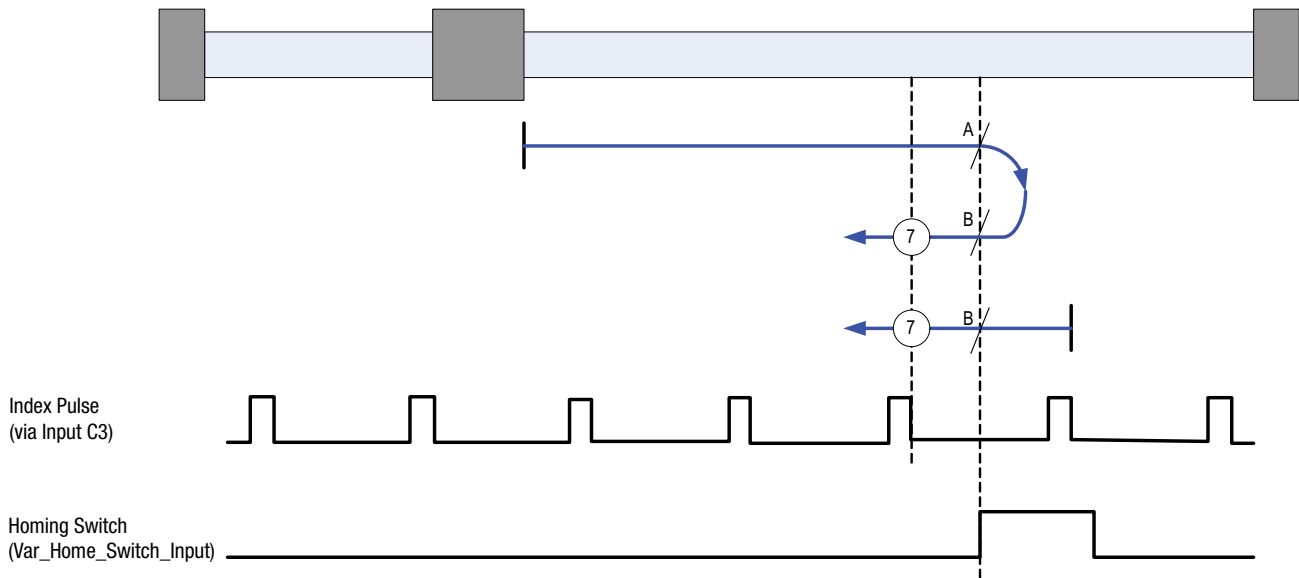 A
B
7
B
7
Index Pulse
(via Input C3)
Homing Switch
(Var_Home_Switch_Input)